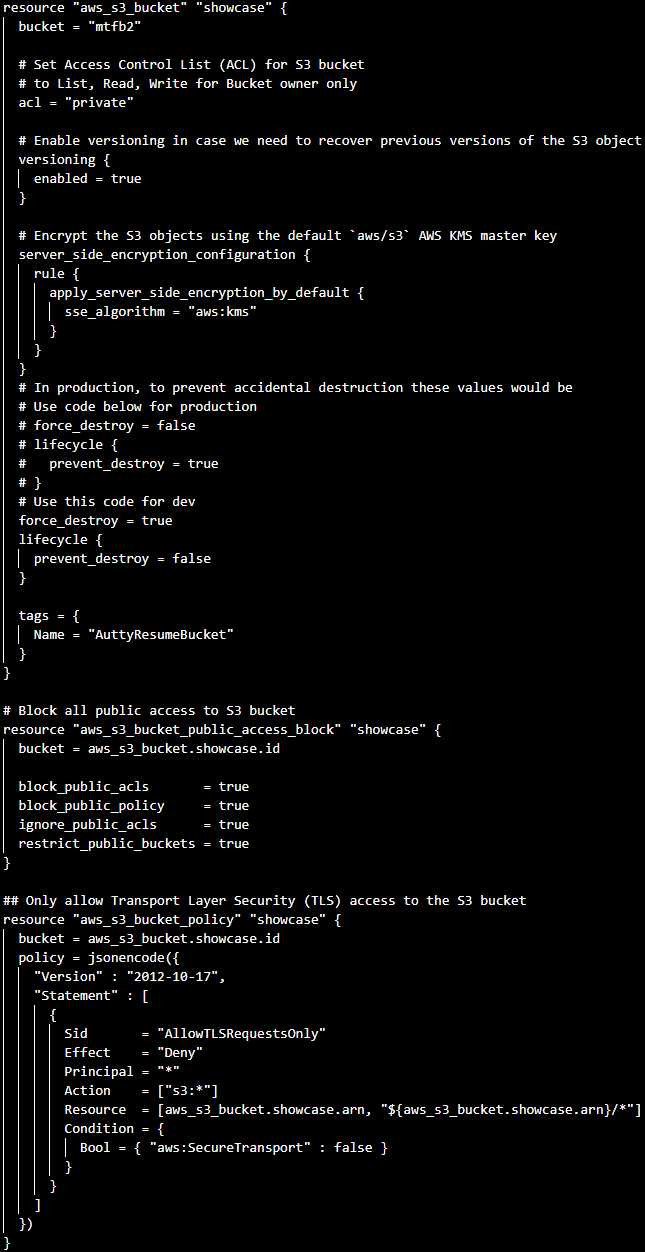 resource "aws_s3_bucket" "showcase" {
  bucket = "mtfb2"

  # Set Access Control List (ACL) for S3 bucket
  # to List, Read, Write for Bucket owner only
  acl = "private"

  # Enable versioning in case we need to recover previous versions of the S3 object
  versioning {
    enabled = true
  }

  # Encrypt the S3 objects using the default `aws/s3` AWS KMS master key
  server_side_encryption_configuration {
    rule {
      apply_server_side_encryption_by_default {
        sse_algorithm = "aws:kms"
      }
    }
  }
  # In production, to prevent accidental destruction these values would be
  # Use code below for production
  # force_destroy = false
  # lifecycle {
  #   prevent_destroy = true
  # }
  # Use this code for dev
  force_destroy = true
  lifecycle {
    prevent_destroy = false
  }

  tags = {
    Name = "AuttyResumeBucket"
  }
}

# Block all public access to S3 bucket
resource "aws_s3_bucket_public_access_block" "showcase" {
  bucket = aws_s3_bucket.showcase.id

  block_public_acls       = true
  block_public_policy     = true
  ignore_public_acls      = true
  restrict_public_buckets = true
}

## Only allow Transport Layer Security (TLS) access to the S3 bucket
resource "aws_s3_bucket_policy" "showcase" {
  bucket = aws_s3_bucket.showcase.id
  policy = jsonencode({
    "Version" : "2012-10-17",
    "Statement" : [
      {
        Sid       = "AllowTLSRequestsOnly"
        Effect    = "Deny"
        Principal = "*"
        Action    = ["s3:*"]
        Resource  = [aws_s3_bucket.showcase.arn, "${aws_s3_bucket.showcase.arn}/*"]
        Condition = {
          Bool = { "aws:SecureTransport" : false }
        }
      }
    ]
  })
}